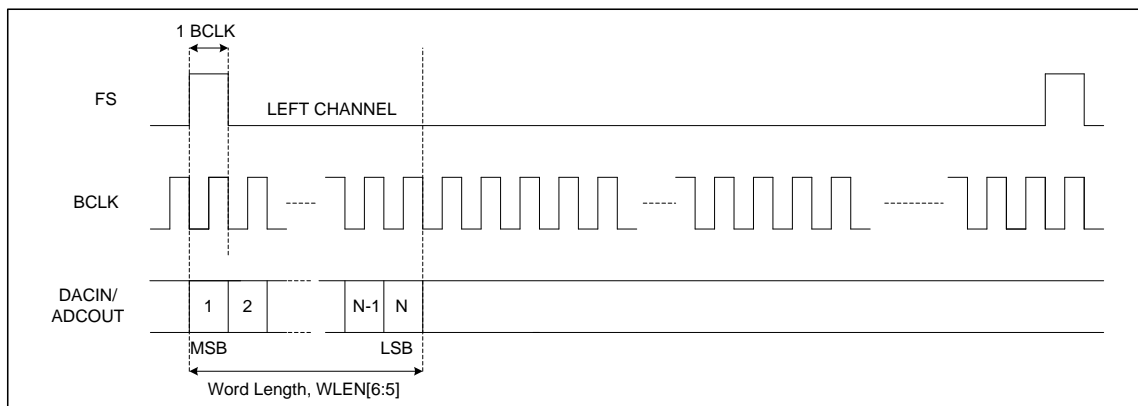 1 BCLK
FS
LEFT CHANNEL
BCLK
DACIN/
ADCOUT
1
2
N-1
N
MSB
LSB
Word Length, WLEN[6:5]